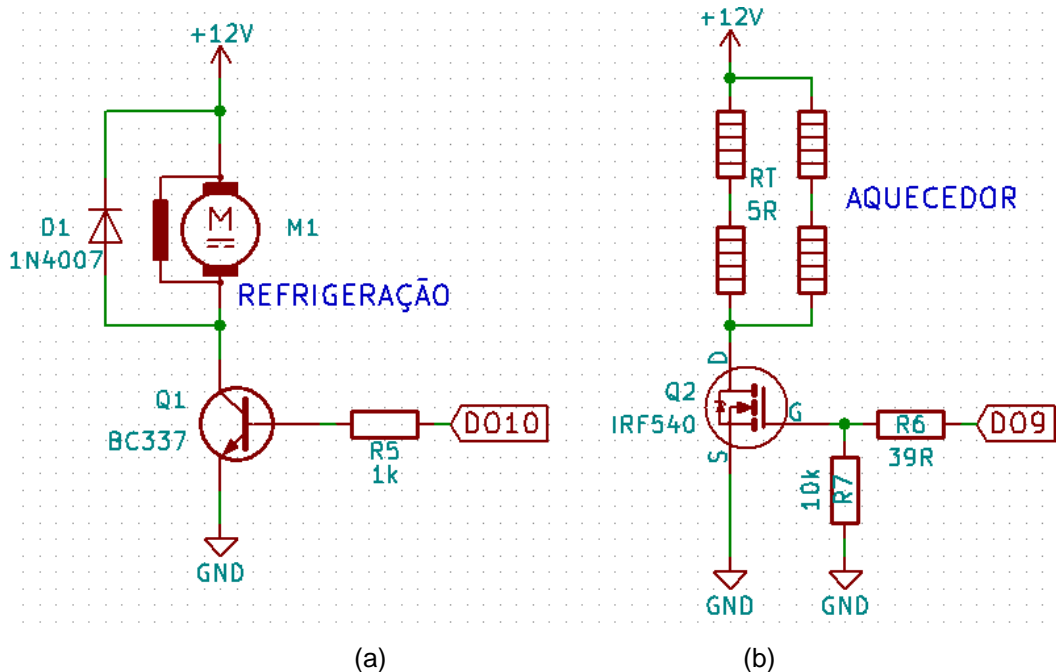 +12V
D1
1N4007
M
M1
REFRIGERAÇÃO
Q1
BC337
R5
1k
DO10
GND
(a)
+12V
RT
5R
AQUECEDOR
D
Q2
IRF540
G
S
R6
39R
DO9
10k
R7
GND
GND
(b)